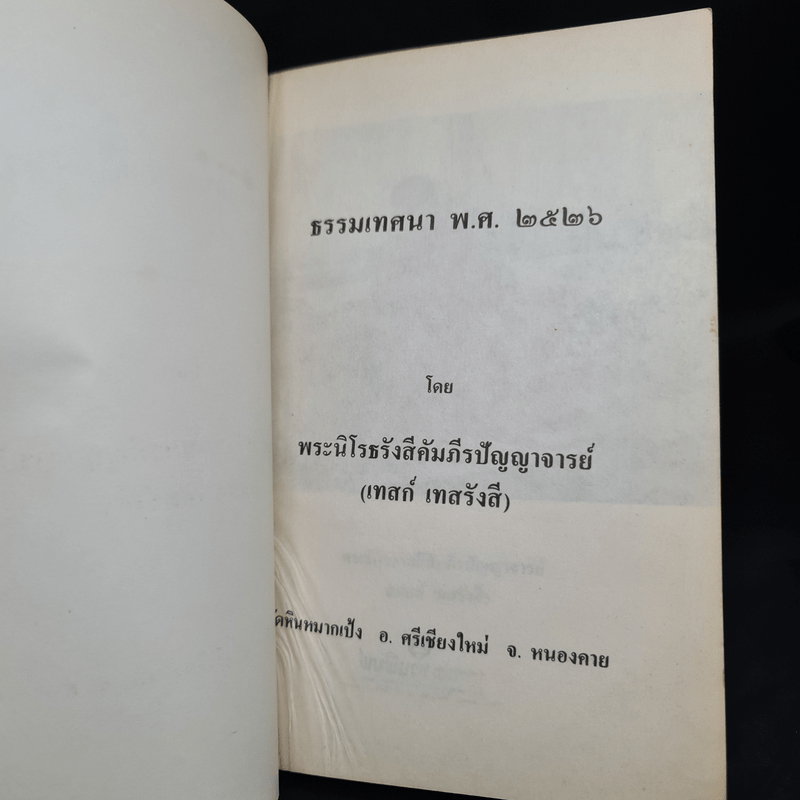 ธรรมเทศนา พ.ศ. ๒๕๒๖
โดย
พระนิโรธรังสีคัมภีรปัญญาจารย์
(เทสก์ เทสรังสี)
วัดหินหมากเป้ง อ. ศรีเชียงใหม่ จ. หนองคาย